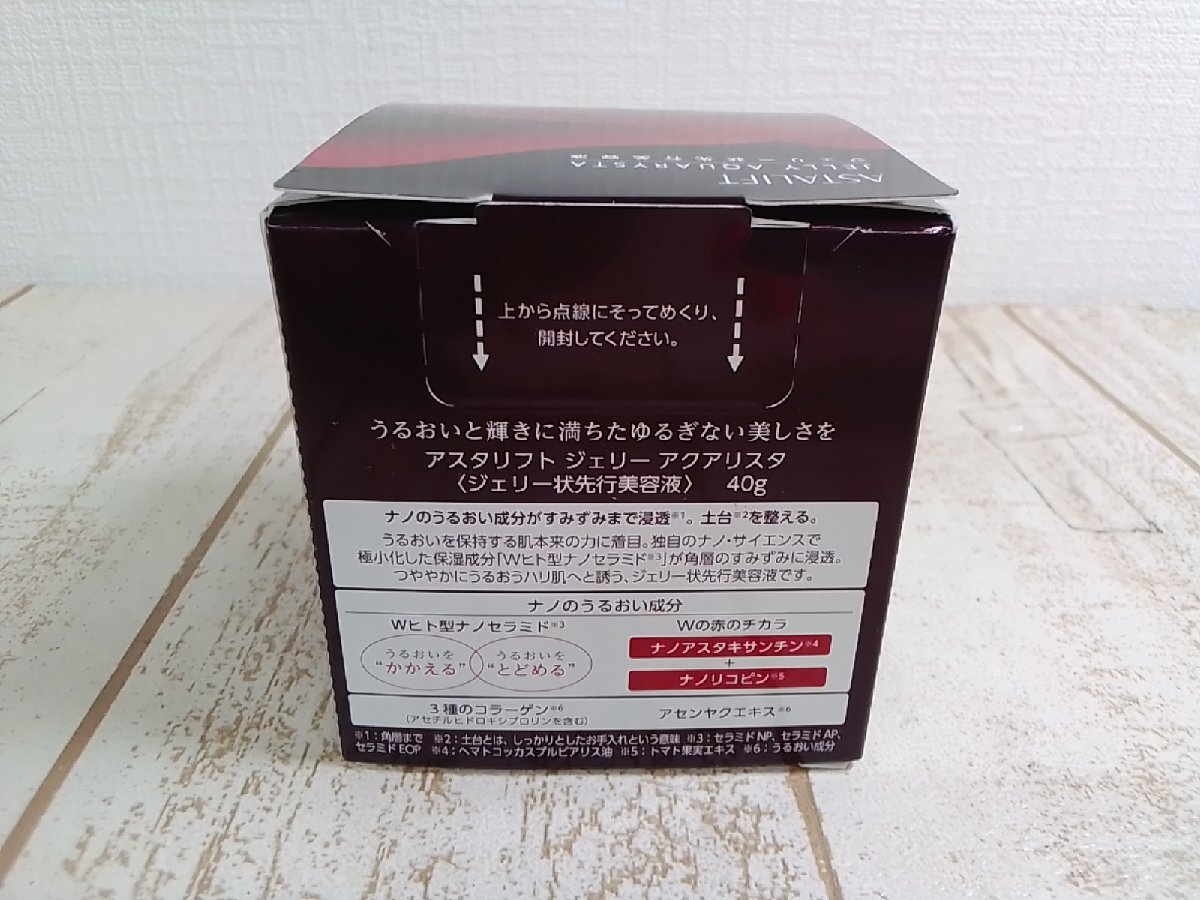 ASTALIFT
JELLY AQUARYSTA
ジェリー状先行美容液
上から点線にそってめくり、
開封してください。
うるおいと輝きに満ちたゆるぎない美しさを
アスタリフト ジェリー アクアリスタ
〈ジェリー状先行美容液〉 40g
ナノのうるおい成分がすみずみまで浸透※1。土台※2を整える。
うるおいを保持する肌本来の力に着目。独自のナノ・サイエンスで
極小化した保湿成分「Wヒト型ナノセラミド※3」が角層のすみずみに浸透。
つややかにうるおうハリ肌へと誘う、ジェリー状先行美容液です。
ナノのうるおい成分
Wヒト型ナノセラミド※3
うるおいを
“かかえる”
うるおいを
“とどめる”
Wの赤のチカラ
ナノアスタキサンチン※4
+
ナノリコピン※5
3種のコラーゲン※6
(アセチルヒドロキシプロリンを含む)
アセンヤクエキス※6
※1：角層まで ※2：土台とは、しっかりとしたお手入れという意味 ※3：セラミドNP、セラミドAP、
セラミドEOP ※4：ヘマトコッカスプルビアリス油 ※5：トマト果実エキス ※6：うるおい成分